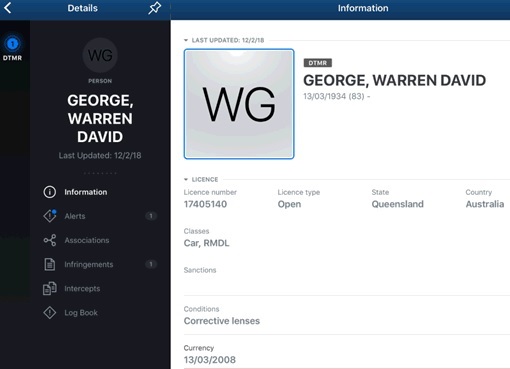 Details
Information
1
DTMR
WG
PERSON
GEORGE,
WARREN
DAVID
Last Updated: 12/2/18
Information
Alerts 1
Associations
Infringements 1
Intercepts
Log Book
LAST UPDATED: 12/2/18
WG
DTMR
GEORGE, WARREN DAVID
13/03/1934 (83) -
LICENCE
Licence number Licence type State Country
17405140 Open Queensland Australia
Classes
Car, RMDL
Sanctions
Conditions
Corrective lenses
Currency
13/03/2008